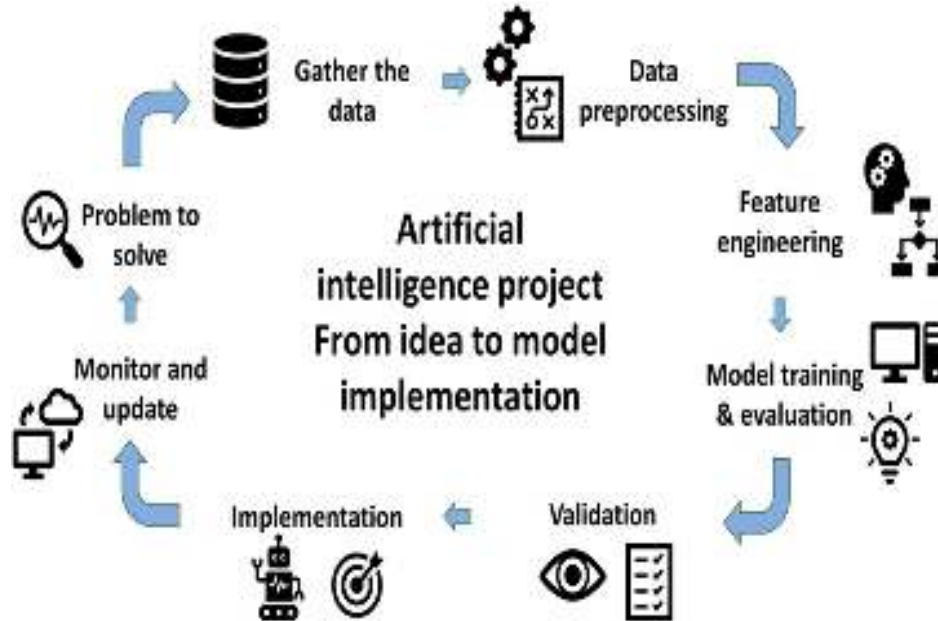 Gather the
data
Data
preprocessing
Feature
engineering
Model training
& evaluation
Validation
Implementation
Monitor and
update
Problem to
solve
Artificial
intelligence project
From idea to model
implementation